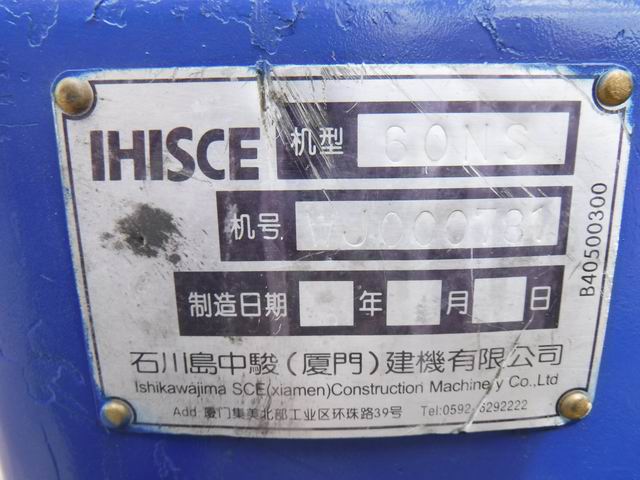 IHISCE 机型 60NS
机号 WJ000781
制造日期 年 月 日
石川島中駿(厦門)建機有限公司
Ishikawajima SCE(xiamen)Construction Machinery Co.,Ltd
Add:厦门集美北部工业区环珠路39号 Tel:0592-6292222
B40500300